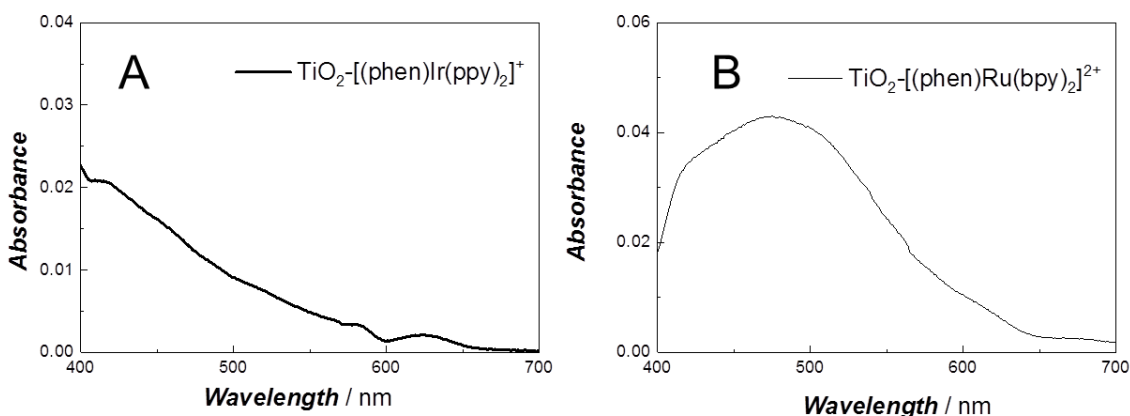 A
TiO₂-[(phen)Ir(ppy)₂]⁺
0.04
0.03
0.02
0.01
0.00
Absorbance
400
500
600
700
Wavelength / nm
B
TiO₂-[(phen)Ru(bpy)₂]²⁺
0.06
0.04
0.02
0.00
Absorbance
400
500
600
700
Wavelength / nm